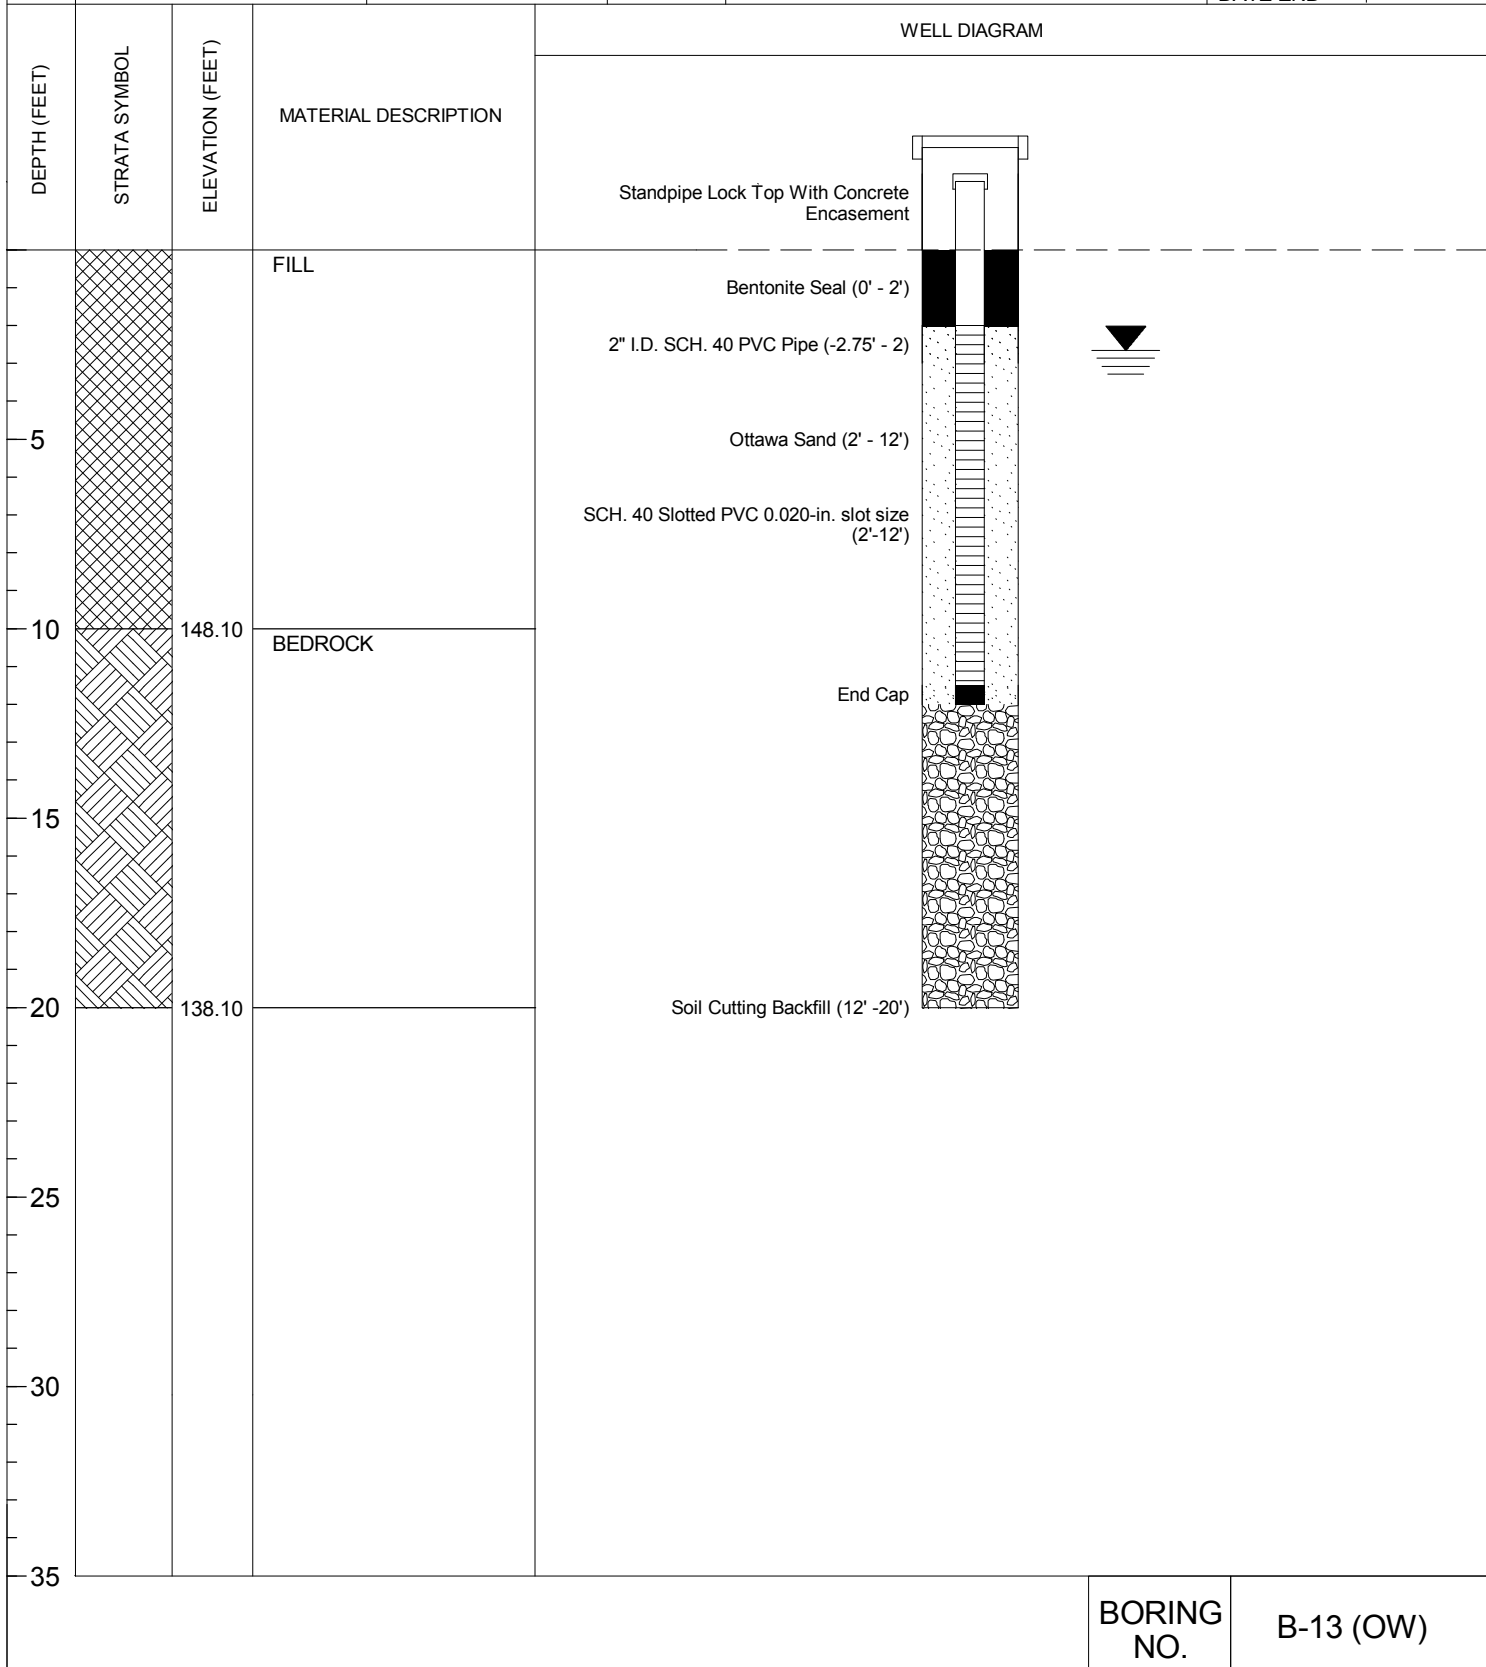 WELL DIAGRAM
DEPTH (FEET)
STRATA SYMBOL
ELEVATION (FEET)
MATERIAL DESCRIPTION
Standpipe Lock Top With Concrete
Encasement
FILL
Bentonite Seal (0' - 2')
2" I.D. SCH. 40 PVC Pipe (-2.75' - 2)
5
Ottawa Sand (2' - 12')
SCH. 40 Slotted PVC 0.020-in. slot size
(2'-12')
10
148.10
BEDROCK
End Cap
15
20
138.10
Soil Cutting Backfill (12' -20')
25
30
35
BORING
NO.
B-13 (OW)